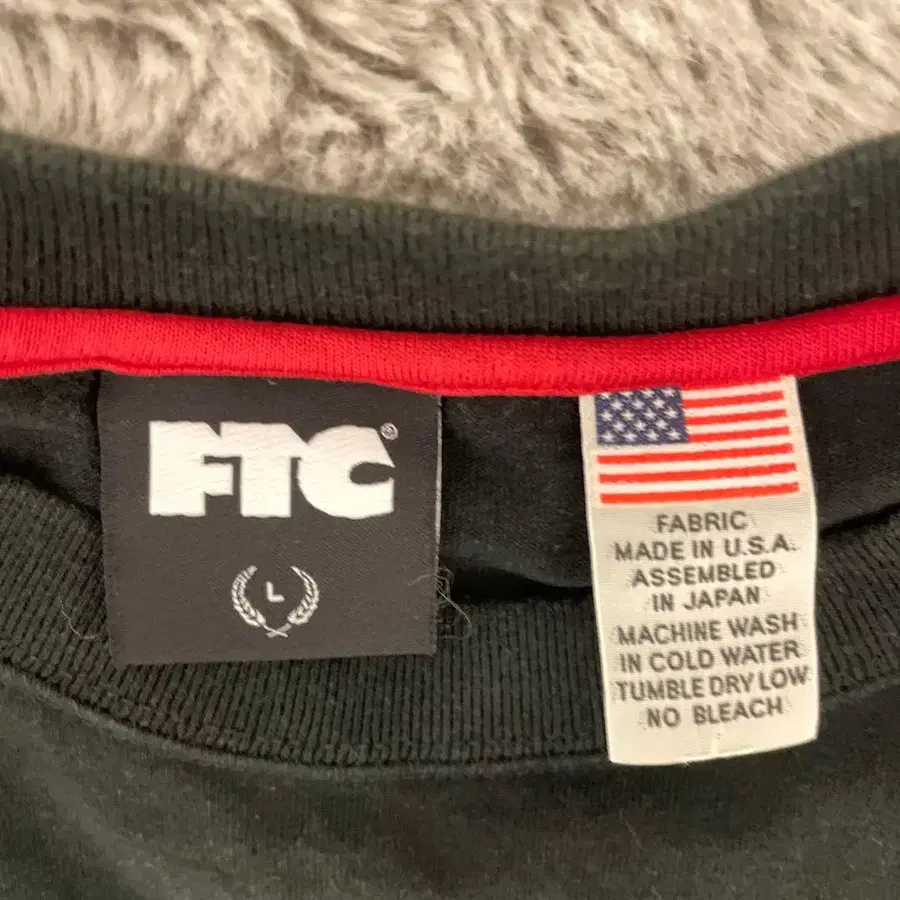 FTC®
L
FABRIC
MADE IN U.S.A.
ASSEMBLED
IN JAPAN
MACHINE WASH
IN COLD WATER
TUMBLE DRY LOW
NO BLEACH